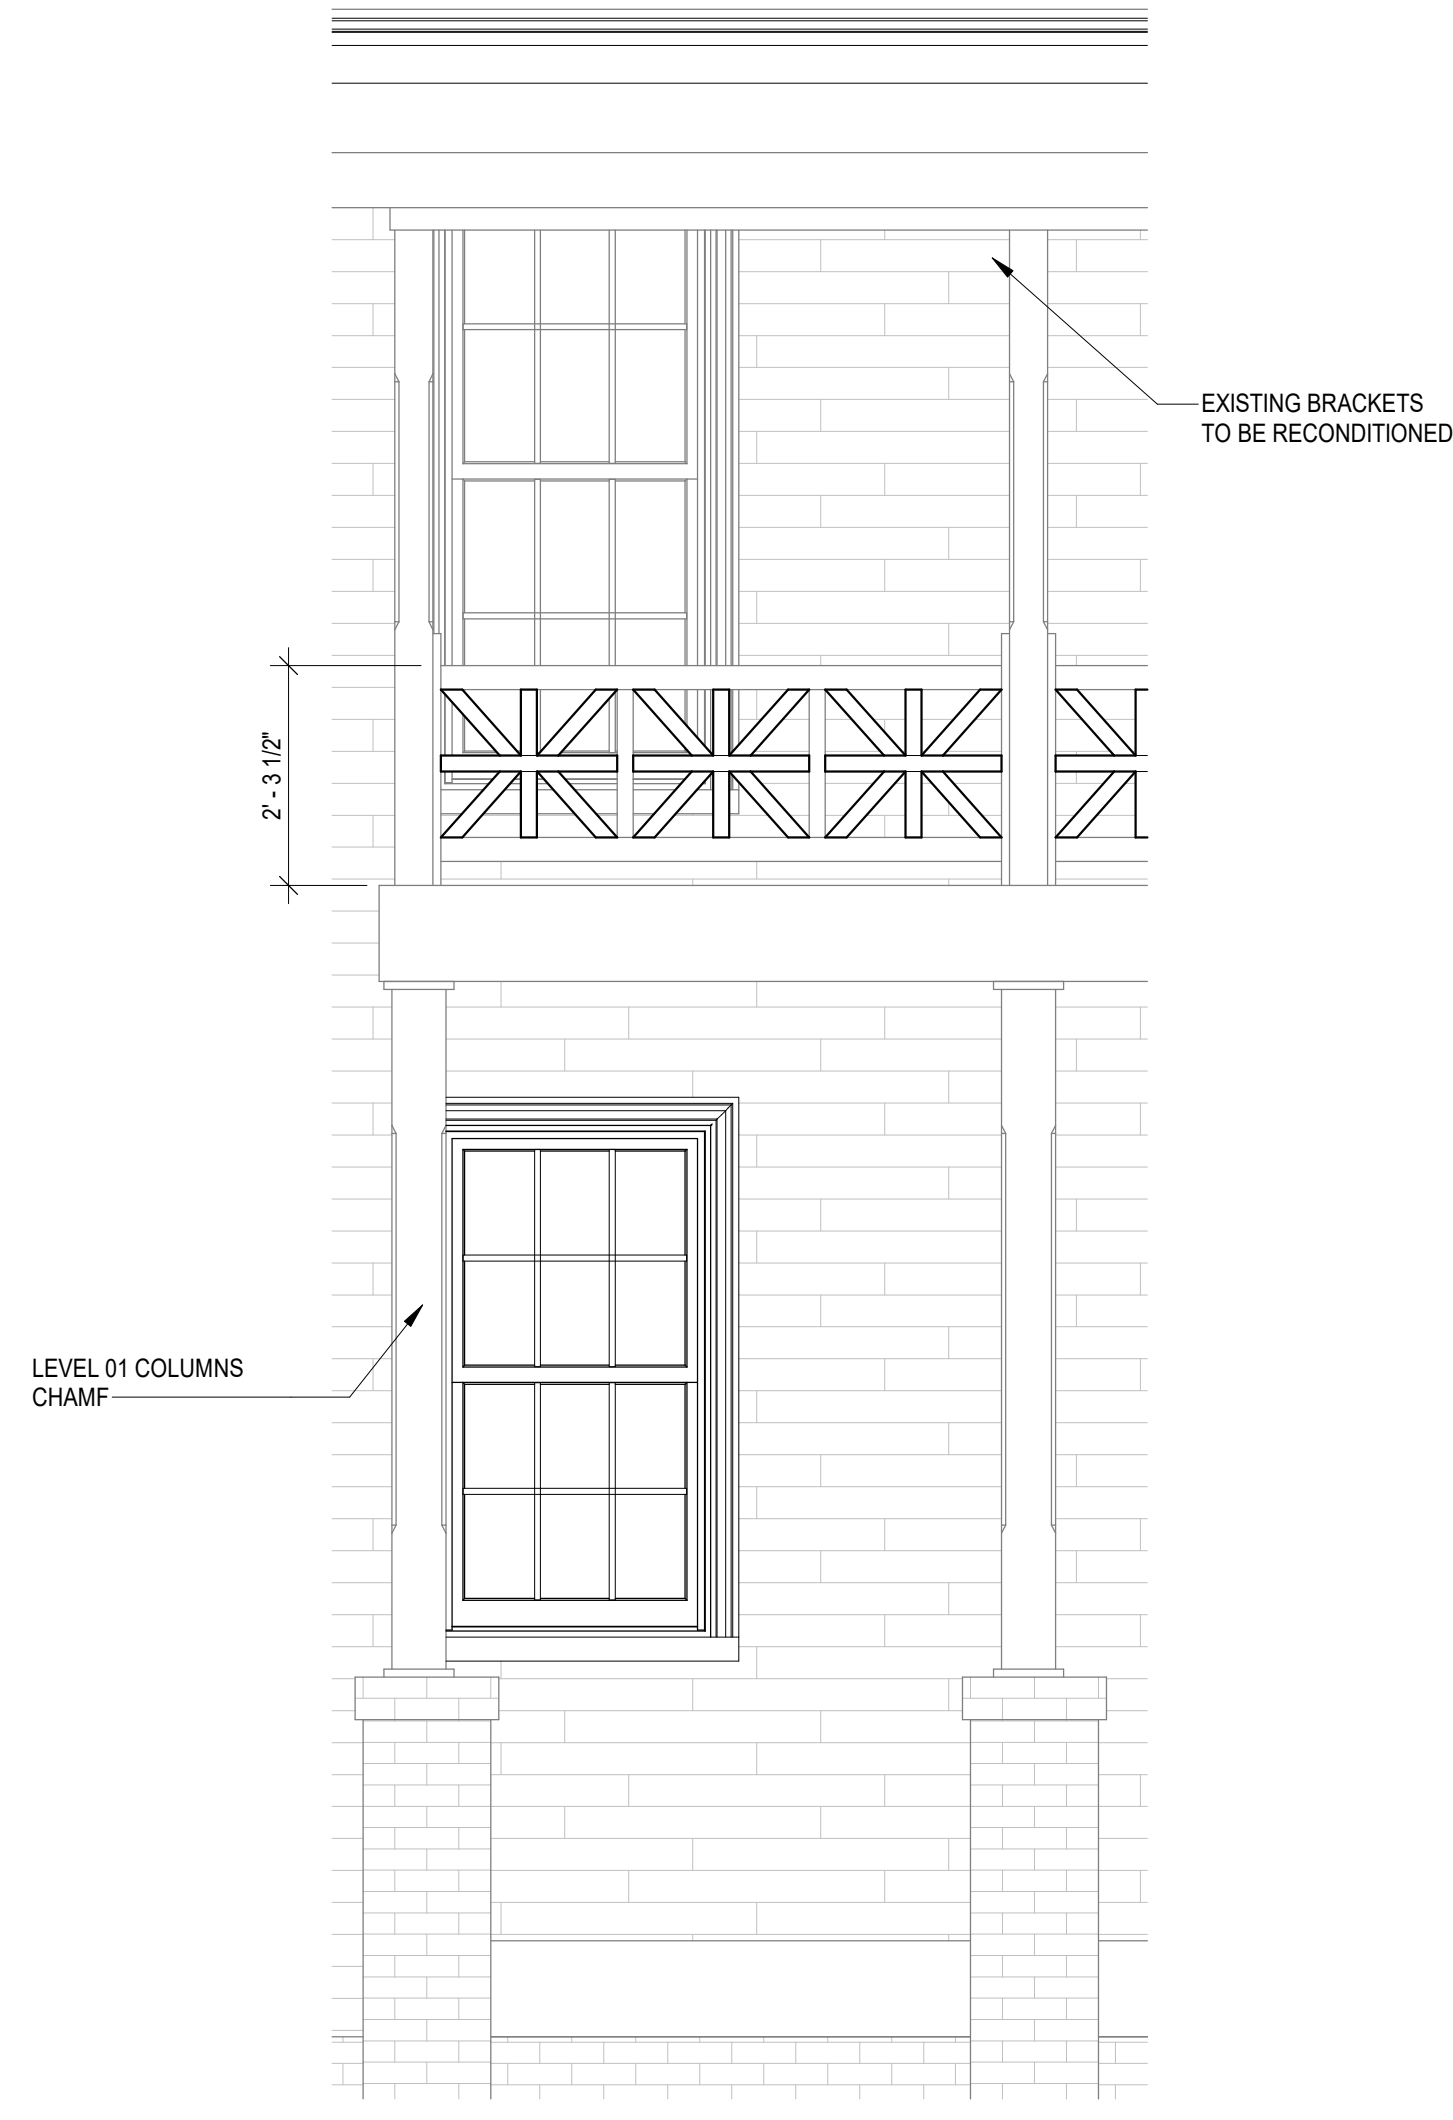 EXISTING BRACKETS
TO BE RECONDITIONED
2' - 3 1/2"
LEVEL 01 COLUMNS
CHAMF